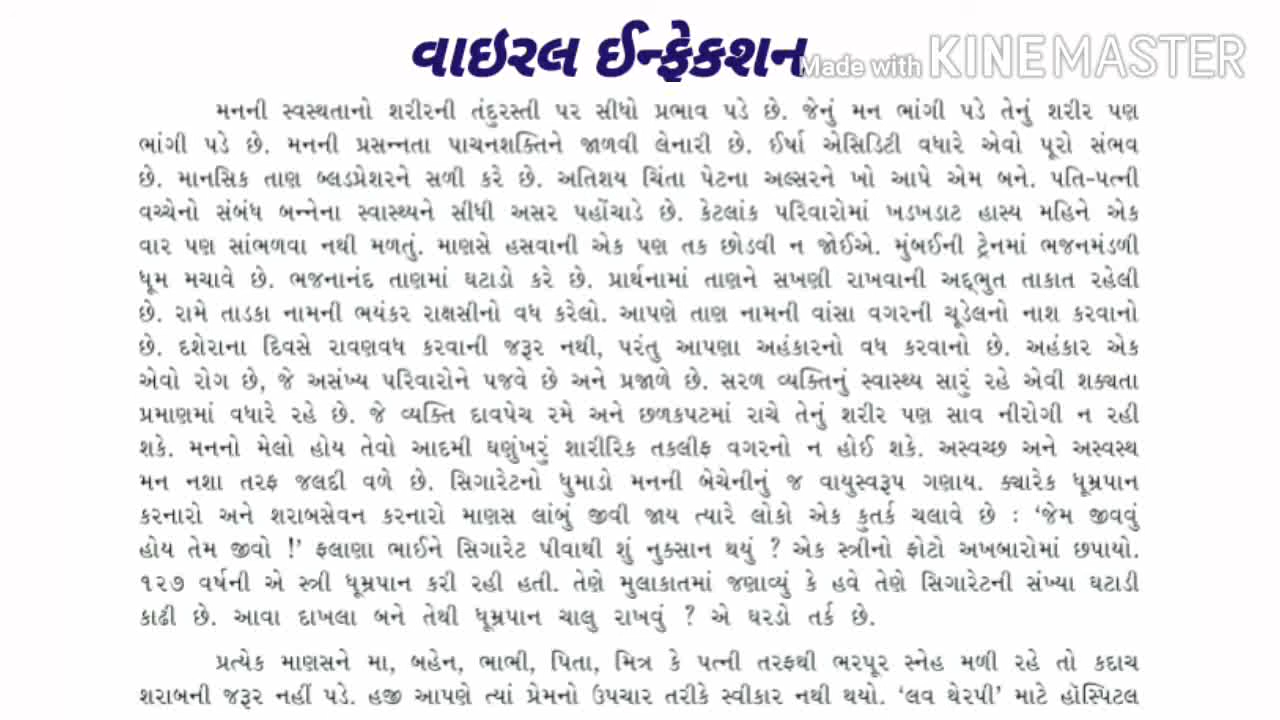 વાઇરલ ઈન્ફેકશન
Made with KINEMASTER
મનની સ્વસ્થતાનો શરીરની તંદુરસ્તી પર સીધો પ્રભાવ પડે છે. જેનું મન ભાંગી પડે તેનું શરીર પણ
ભાંગી પડે છે. મનની પ્રસન્નતા પાચનશક્તિને જાળવી લેનારી છે. ઈર્ષા એસિડિટી વધારે એવો પૂરો સંભવ
છે. માનસિક તાણ બ્લડપ્રેશરને સળી કરે છે. અતિશય ચિંતા પેટના અલ્સરને ખો આપે એમ બને. પતિ-પત્ની
વચ્ચેનો સંબંધ બન્નેના સ્વાસ્થ્યને સીધી અસર પહોંચાડે છે. કેટલાંક પરિવારોમાં ખડખડાટ હાસ્ય મહિને એક
વાર પણ સાંભળવા નથી મળતું. માણસે હસવાની એક પણ તક છોડવી ન જોઈએ. મુંબઈની ટ્રેનમાં ભજનમંડળી
ધૂમ મચાવે છે. ભજનાનંદ તાણમાં ઘટાડો કરે છે. પ્રાર્થનામાં તાણને સખણી રાખવાની અદ્ભુત તાકાત રહેલી
છે. રામે તાડકા નામની ભયંકર રાક્ષસીનો વધ કરેલો. આપણે તાણ નામની વાંસા વગરની ચૂડેલનો નાશ કરવાનો
છે. દશેરાના દિવસે રાવણવધ કરવાની જરૂર નથી, પરંતુ આપણા અહંકારનો વધ કરવાનો છે. અહંકાર એક
એવો રોગ છે, જે અસંખ્ય પરિવારોને પજવે છે અને પ્રજાળે છે. સરળ વ્યક્તિનું સ્વાસ્થ્ય સારું રહે એવી શક્યતા
પ્રમાણમાં વધારે રહે છે. જે વ્યક્તિ દાવપેચ રમે અને છળકપટમાં રાચે તેનું શરીર પણ સાવ નીરોગી ન રહી
શકે. મનનો મેલો હોય તેવો આદમી ઘણુંખરું શારીરિક તકલીફ વગરનો ન હોઈ શકે. અસ્વચ્છ અને અસ્વસ્થ
મન નશા તરફ જલદી વળે છે. સિગારેટનો ધુમાડો મનની બેચેનીનું જ વાયુસ્વરૂપ ગણાય. ક્યારેક ધૂમ્રપાન
કરનારો અને શરાબસેવન કરનારો માણસ લાંબું જીવી જાય ત્યારે લોકો એક કુતર્ક ચલાવે છે : ‘જેમ જીવવું
હોય તેમ જીવો !’ ફલાણા ભાઈને સિગારેટ પીવાથી શું નુકસાન થયું ? એક સ્ત્રીનો ફોટો અખબારોમાં છપાયો.
૧૨૭ વર્ષની એ સ્ત્રી ધૂમ્રપાન કરી રહી હતી. તેણે મુલાકાતમાં જણાવ્યું કે હવે તેણે સિગારેટની સંખ્યા ઘટાડી
કાઢી છે. આવા દાખલા બને તેથી ધૂમ્રપાન ચાલુ રાખવું ? એ ઘરડો તર્ક છે.
પ્રત્યેક માણસને મા, બહેન, ભાભી, પિતા, મિત્ર કે પત્ની તરફથી ભરપૂર સ્નેહ મળી રહે તો કદાચ
શરાબની જરૂર નહીં પડે. હજી આપણે ત્યાં પ્રેમનો ઉપચાર તરીકે સ્વીકાર નથી થયો. ‘લવ થેરપી’ માટે હૉસ્પિટલ